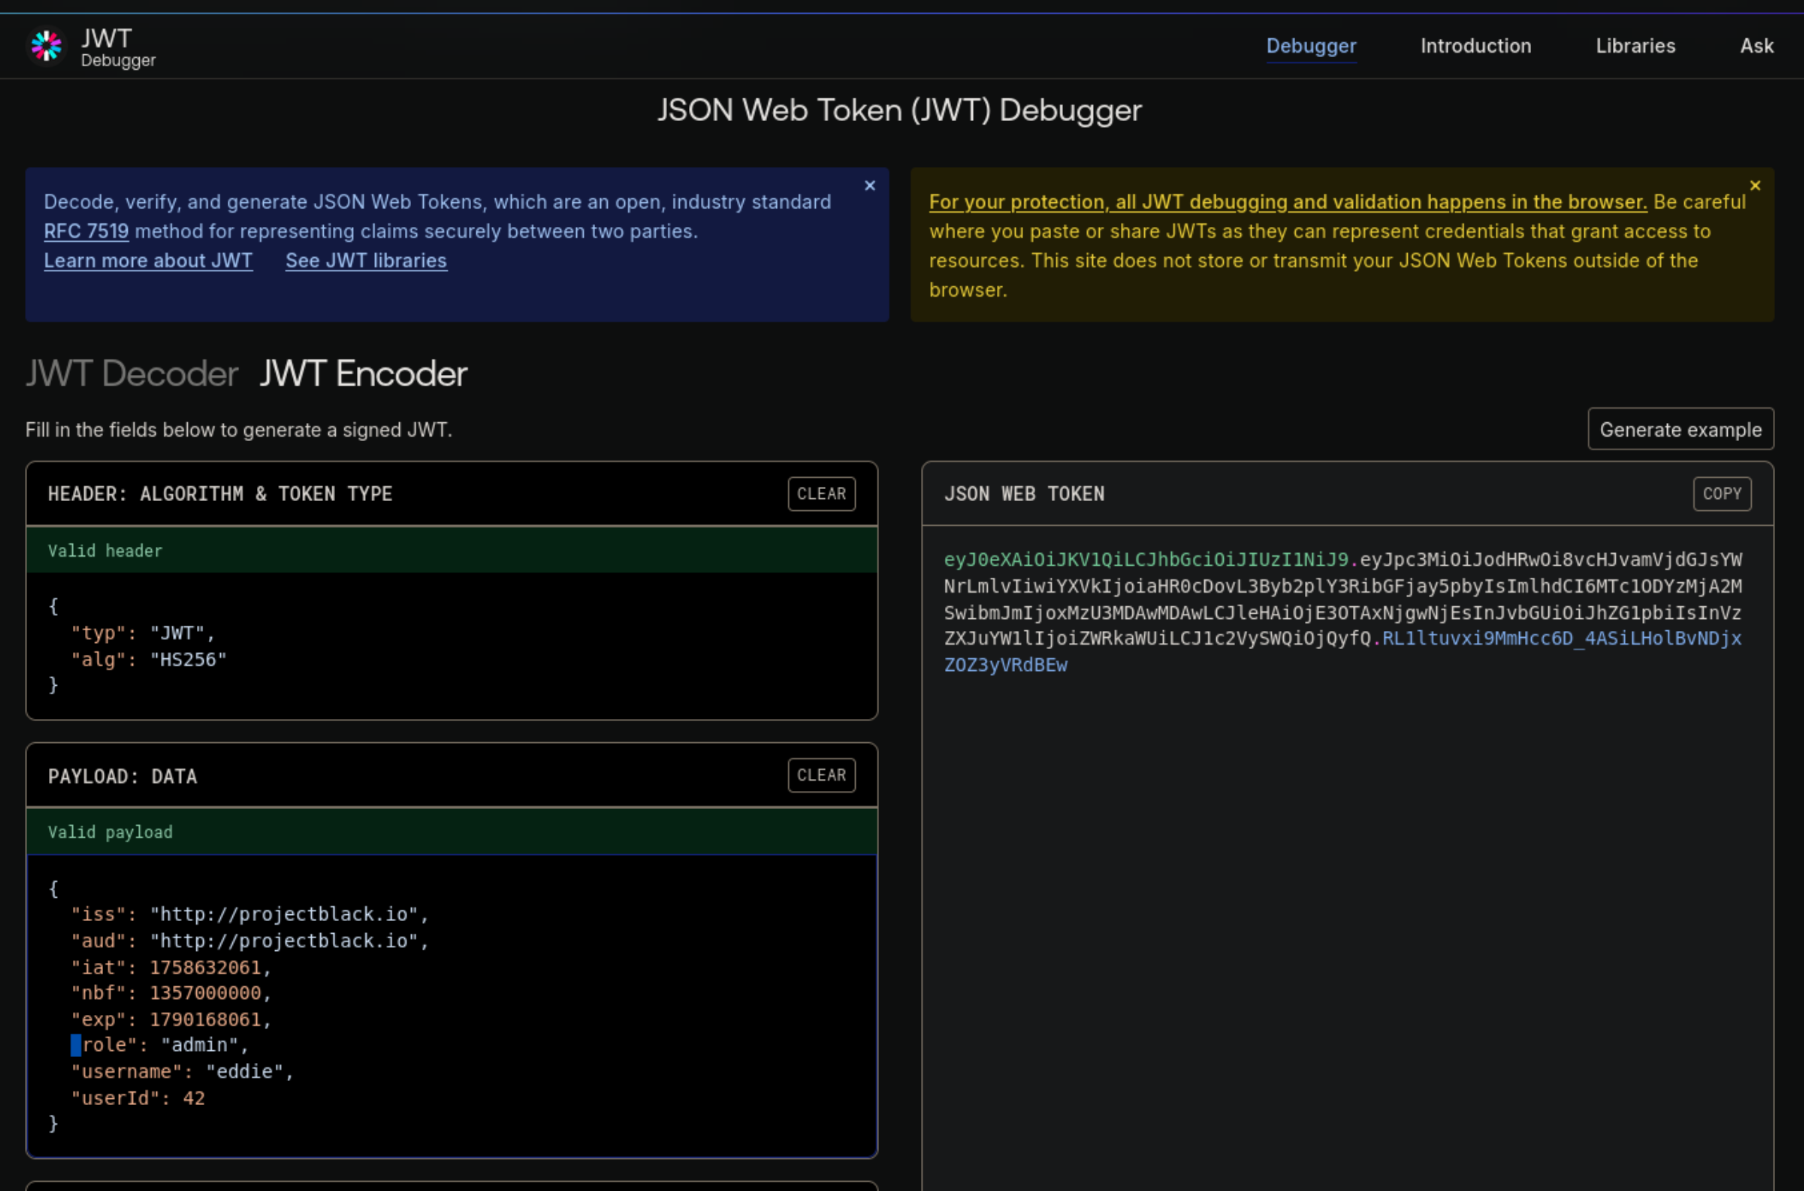 JWT
Debugger
Debugger
Introduction
Libraries
Ask
JSON Web Token (JWT) Debugger
Decode, verify, and generate JSON Web Tokens, which are an open, industry standard
RFC 7519 method for representing claims securely between two parties.
Learn more about JWT
See JWT libraries
×
For your protection, all JWT debugging and validation happens in the browser. Be careful
where you paste or share JWTs as they can represent credentials that grant access to
resources. This site does not store or transmit your JSON Web Tokens outside of the
browser.
×
JWT Decoder
JWT Encoder
Fill in the fields below to generate a signed JWT.
Generate example
HEADER: ALGORITHM & TOKEN TYPE
CLEAR
Valid header
{
"typ": "JWT",
"alg": "HS256"
}
PAYLOAD: DATA
CLEAR
Valid payload
{
"iss": "http://projectblack.io",
"aud": "http://projectblack.io",
"iat": 1758632061,
"nbf": 1357000000,
"exp": 1790168061,
role": "admin",
"username": "eddie",
"userId": 42
}
JSON WEB TOKEN
COPY
eyJ0eXAiOiJKV1QiLCJhbGciOiJIUzI1NiJ9.eyJpc3MiOiJodHRwOi8vcHJvamVjdGJsYW
NrLmlvIiwiYXVkIjoiaHR0cDovL3Byb2plY3RibGFjay5pbyIsImlhdCI6MTc1ODYzMjA2M
SwibmJmIjoxMzU3MDAwMDAwLCJleHAiOjE3OTAxNjgwNjEsInJvbGUiOiJhZG1pbiIsInVz
ZXJuYW1lIjoiZWRkaWUiLCJ1c2VySWQiOjQyfQ.RL1ltuvxi9MmHcc6D_4ASiLHolBvNDjx
ZOZ3yVRdBEw